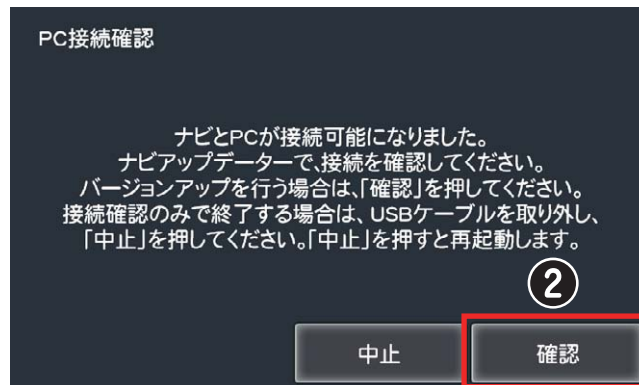 PC接続確認
ナビとPCが接続可能になりました。
ナビアップデーターで、接続を確認してください。
バージョンアップを行う場合は、「確認」を押してください。
接続確認のみで終了する場合は、USBケーブルを取り外し、
「中止」を押してください。「中止」を押すと再起動します。
②
中止
確認